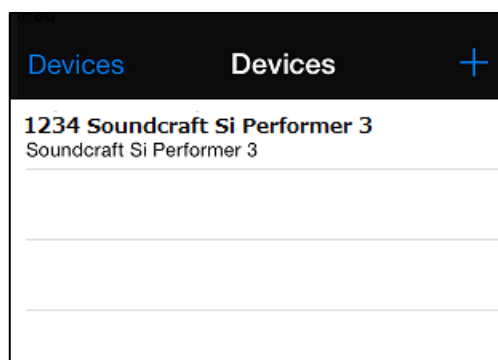 Devices Devices +
1234 Soundcraft Si Performer 3
Soundcraft Si Performer 3